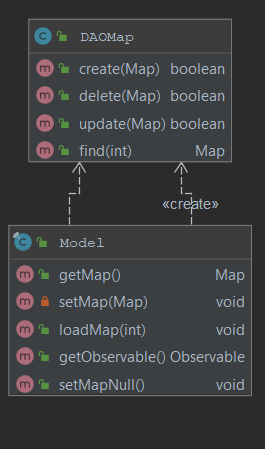 DAOMap
create(Map) boolean
delete(Map) boolean
update(Map) boolean
find(int) Map
«create»
Model
getMap() Map
setMap(Map) void
loadMap(int) void
getObservable() Observable
setMapNull() void